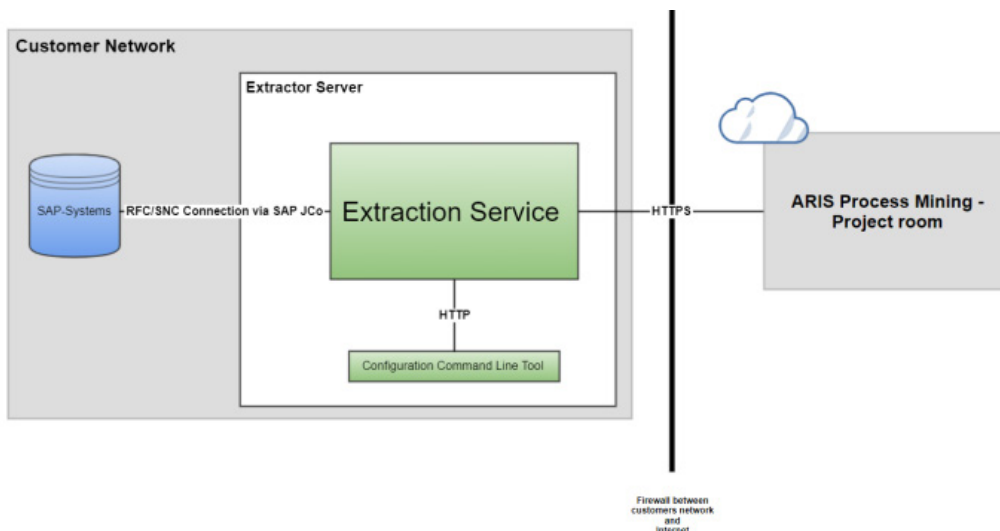 Customer Network
Extractor Server
SAP-Systems
RFC/SNC Connection via SAP JCo
Extraction Service
HTTPS
ARIS Process Mining -
Project room
HTTP
Configuration Command Line Tool
Firewall between
customers network
and
Internet